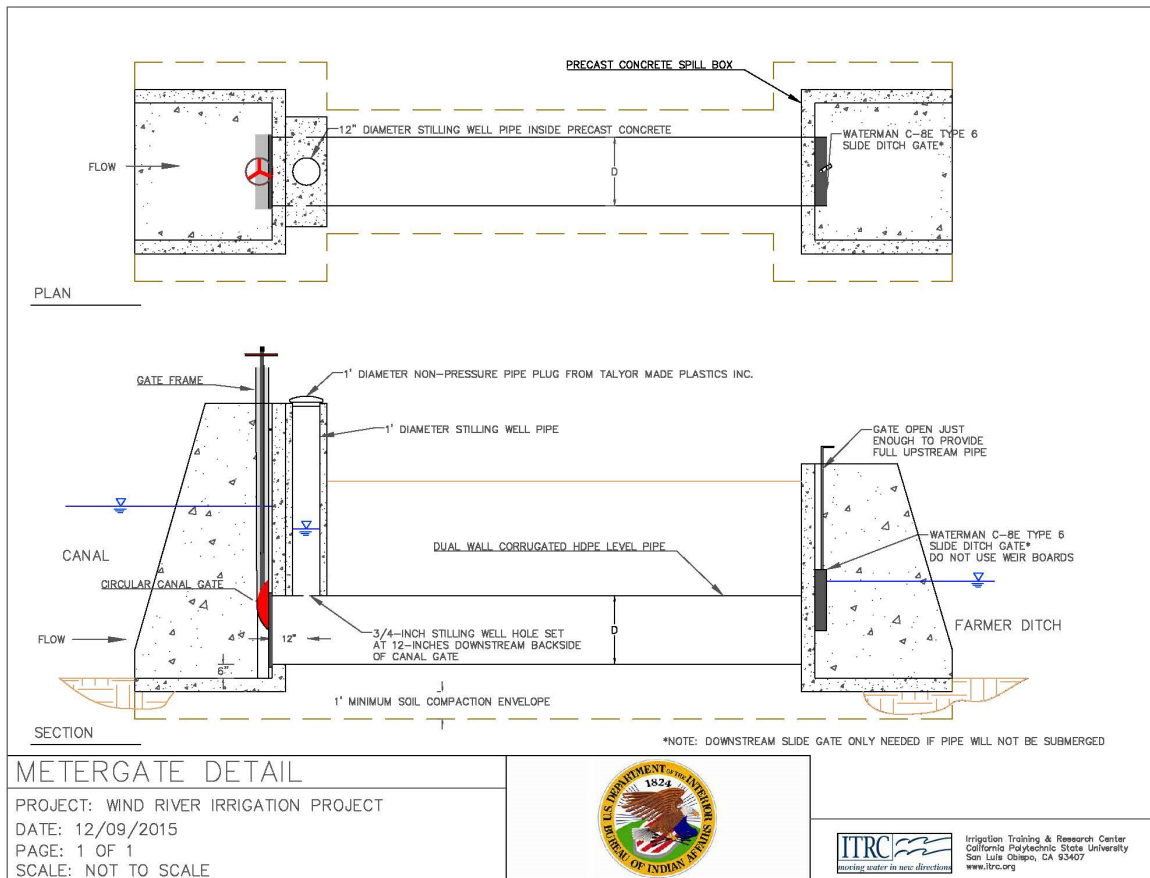 PRECAST CONCRETE SPILL BOX
12" DIAMETER STILLING WELL PIPE INSIDE PRECAST CONCRETE
WATERMAN C-8E TYPE 6
SLIDE DITCH GATE*
FLOW
D
PLAN
GATE FRAME
1' DIAMETER NON-PRESSURE PIPE PLUG FROM TALYOR MADE PLASTICS INC.
1' DIAMETER STILLING WELL PIPE
GATE OPEN JUST
ENOUGH TO PROVIDE
FULL UPSTREAM PIPE
CANAL
DUAL WALL CORRUGATED HDPE LEVEL PIPE
WATERMAN C-8E TYPE 6
SLIDE DITCH GATE*
DO NOT USE WEIR BOARDS
CIRCULAR CANAL GATE
FLOW
12"
3/4-INCH STILLING WELL HOLE SET
AT 12-INCHES DOWNSTREAM BACKSIDE
OF CANAL GATE
D
FARMER DITCH
6"
1' MINIMUM SOIL COMPACTION ENVELOPE
SECTION
*NOTE: DOWNSTREAM SLIDE GATE ONLY NEEDED IF PIPE WILL NOT BE SUBMERGED
METERGATE DETAIL
PROJECT: WIND RIVER IRRIGATION PROJECT
DATE: 12/09/2015
PAGE: 1 OF 1
SCALE: NOT TO SCALE
U.S. DEPARTMENT OF THE INTERIOR
1824
BUREAU OF INDIAN AFFAIRS
ITRC
moving water in new directions
Irrigation Training & Research Center
California Polytechnic State University
San Luis Obispo, CA 93407
www.itrc.org